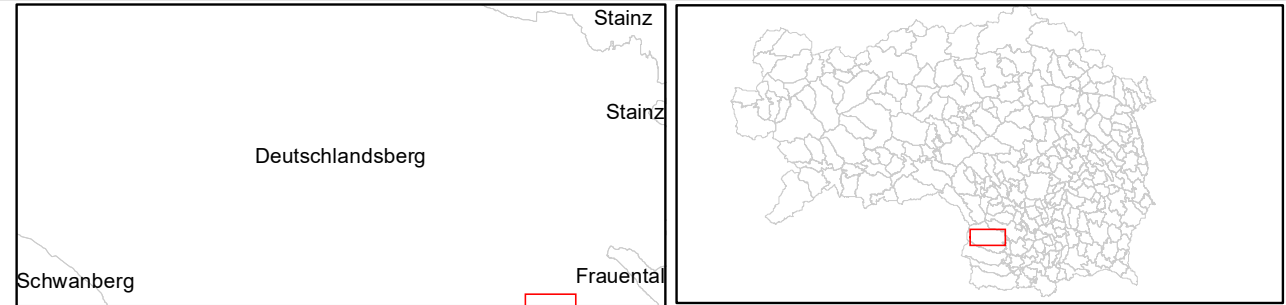 Stainz
Stainz
Deutschlandsberg
Schwanberg
Frauental